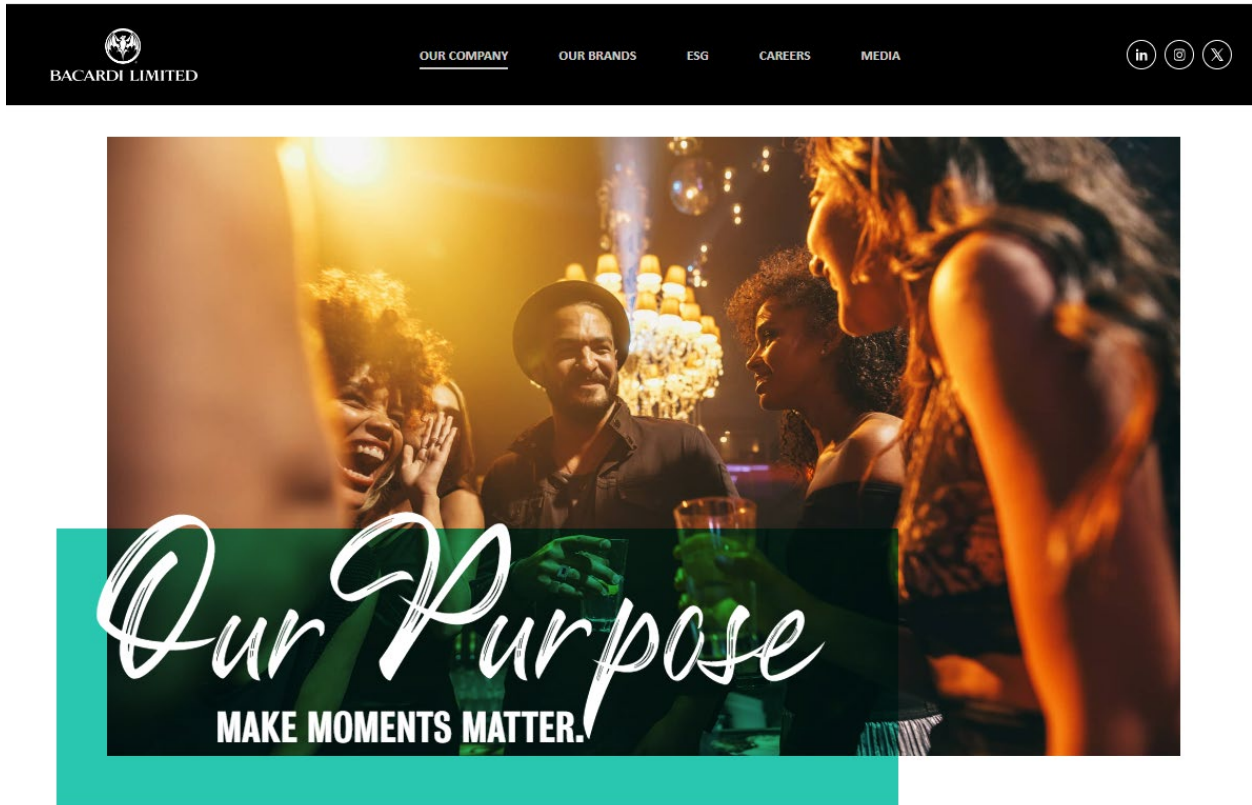 BACARDI LIMITED
OUR COMPANY OUR BRANDS ESG CAREERS MEDIA
in
Our Purpose
MAKE MOMENTS MATTER.